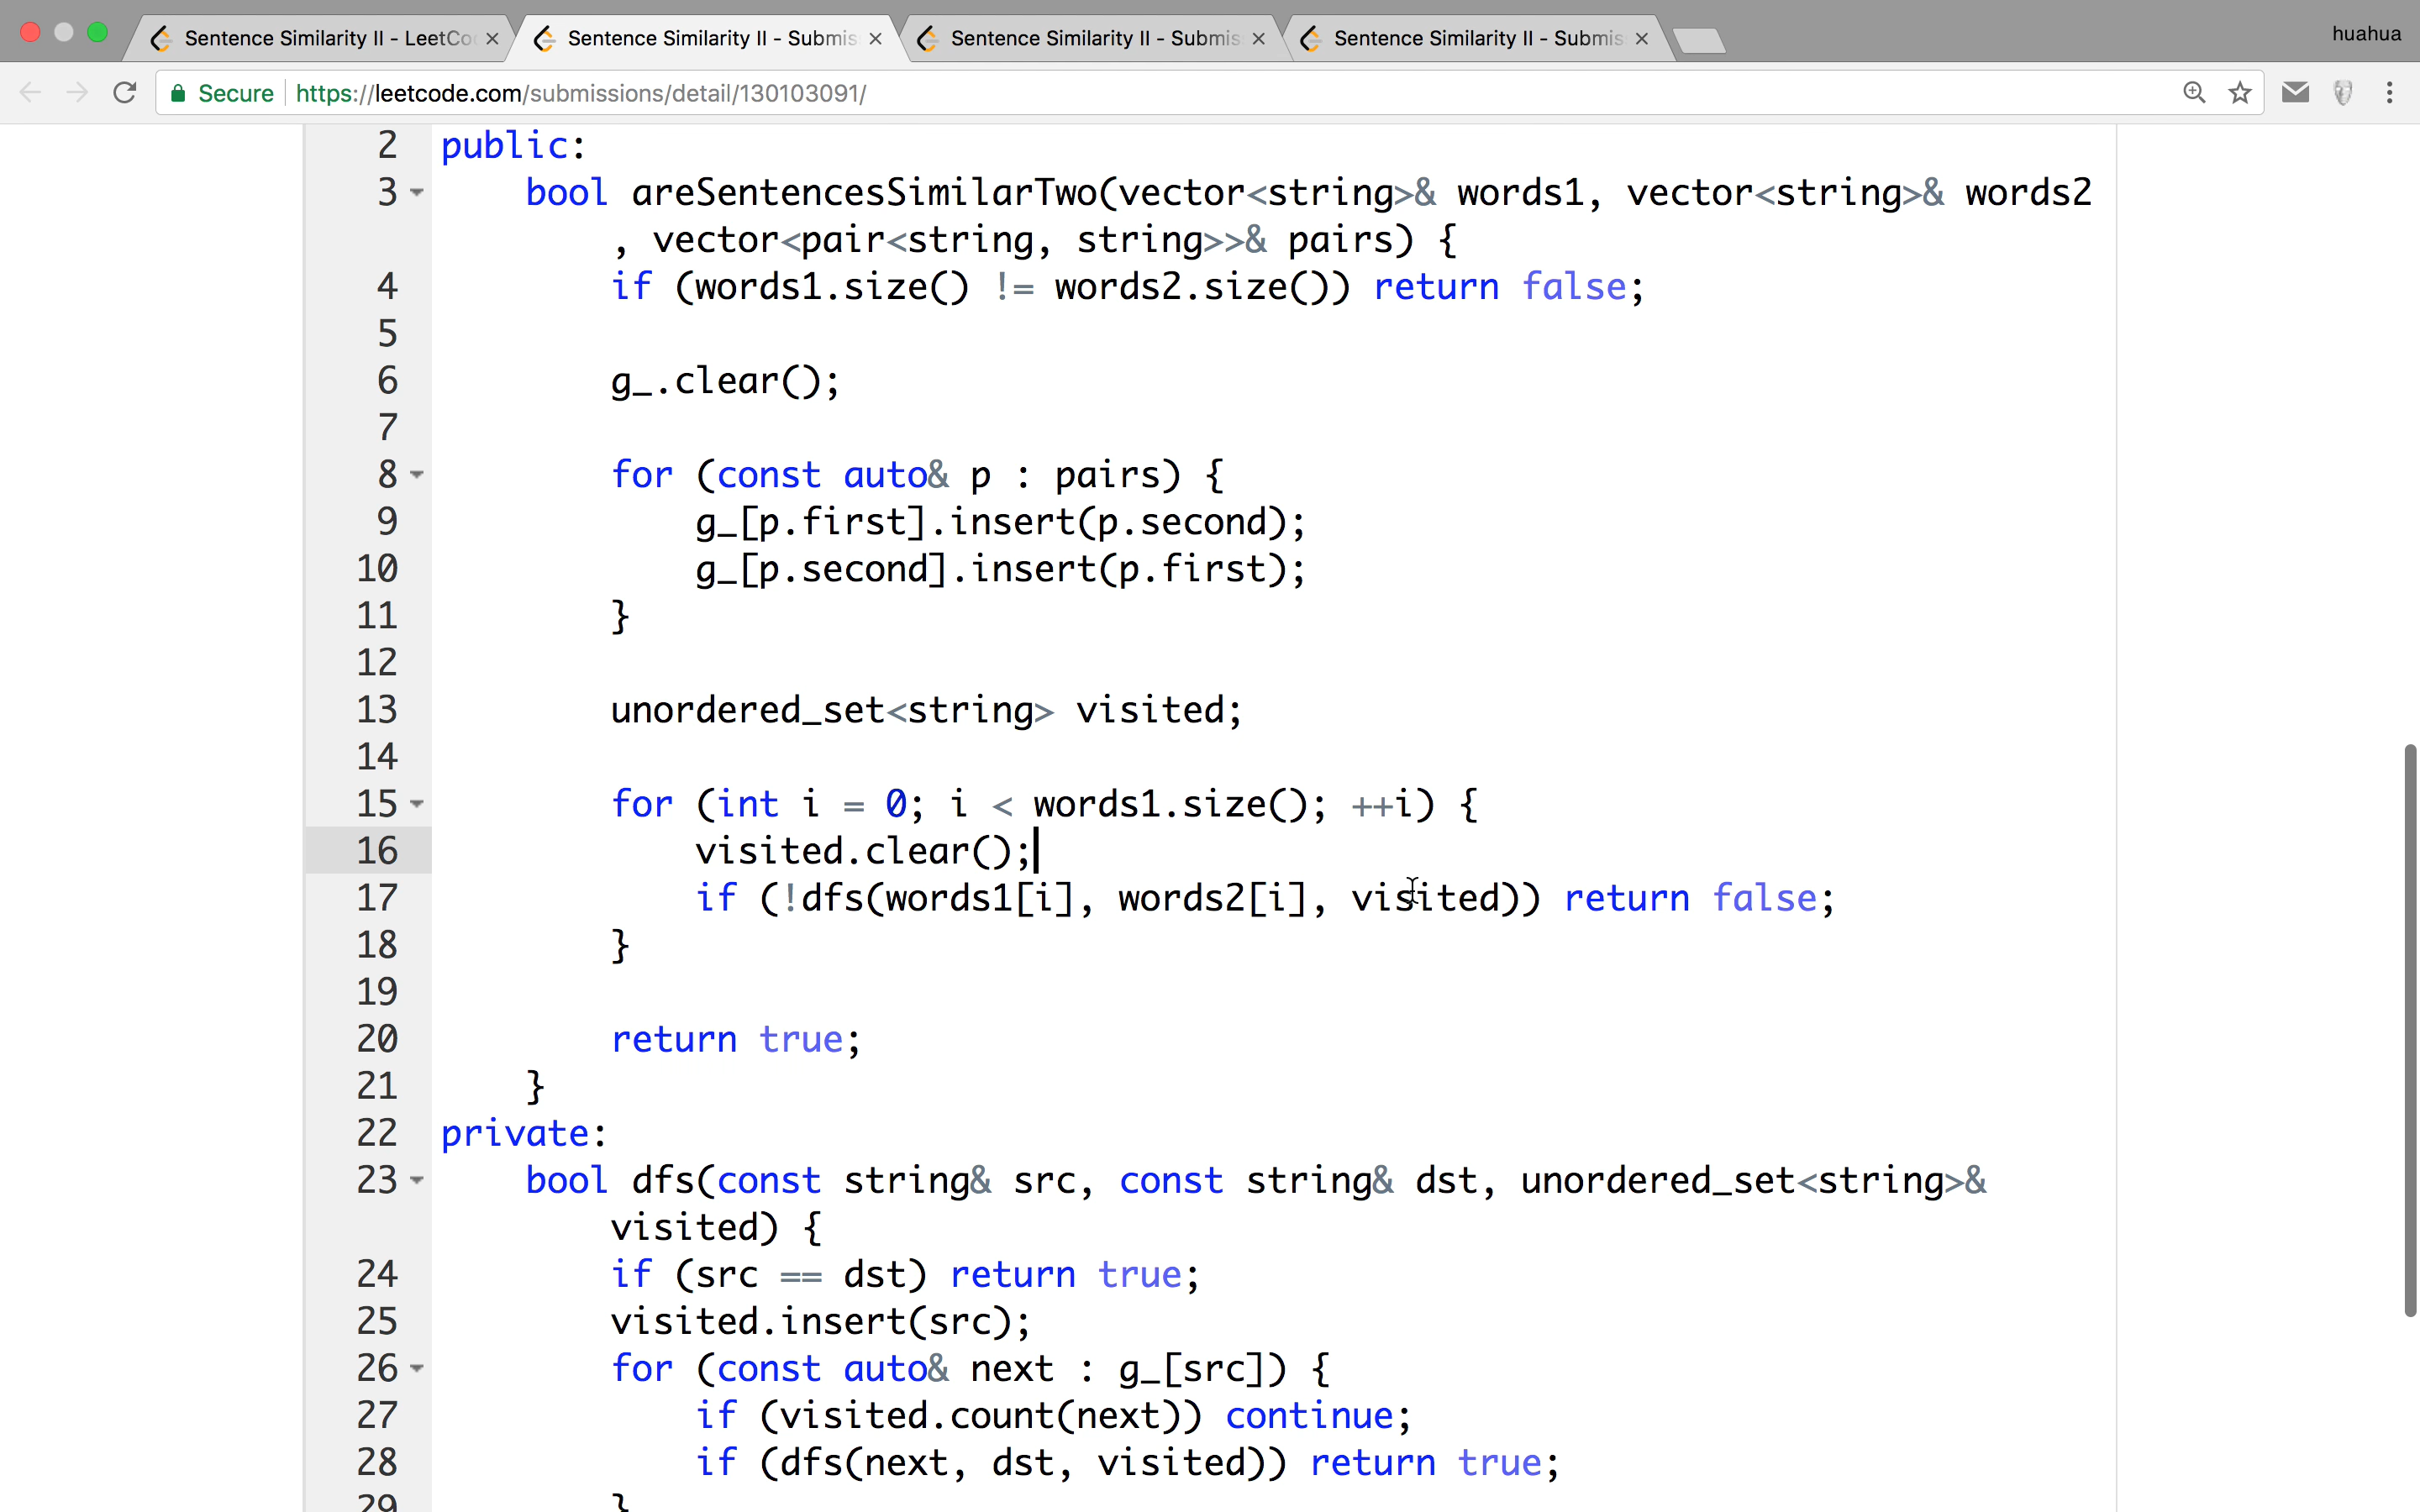 Sentence Similarity II - LeetCo
Sentence Similarity II - Submis
Sentence Similarity II - Submis
Sentence Similarity II - Submis
huahua
Secure https://leetcode.com/submissions/detail/130103091/
2 public:
3 bool areSentencesSimilarTwo(vector<string>& words1, vector<string>& words2
, vector<pair<string, string>>& pairs) {
4 if (words1.size() != words2.size()) return false;
5
6 g_.clear();
7
8 for (const auto& p : pairs) {
9 g_[p.first].insert(p.second);
10 g_[p.second].insert(p.first);
11 }
12
13 unordered_set<string> visited;
14
15 for (int i = 0; i < words1.size(); ++i) {
16 visited.clear();
17 if (!dfs(words1[i], words2[i], visited)) return false;
18 }
19
20 return true;
21 }
22 private:
23 bool dfs(const string& src, const string& dst, unordered_set<string>&
visited) {
24 if (src == dst) return true;
25 visited.insert(src);
26 for (const auto& next : g_[src]) {
27 if (visited.count(next)) continue;
28 if (dfs(next, dst, visited)) return true;
29 }